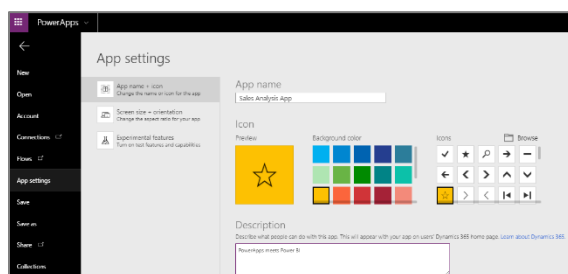 PowerApps
App settings
New
Open
Account
Connections
Flows
App settings
Save
Save as
Share
Collections
App name + icon
Change the name or icon for the app
Screen size + orientation
Change the aspect ratio for your app
Experimental features
Turn on test features and capabilities
App name
Sales Analysis App
Icon
Preview
Background color
Icons
Browse
Description
Describe what people can do with this app. This will appear with your app on users' Dynamics 365 home page. Learn about Dynamics 365.
PowerApps meets Power BI